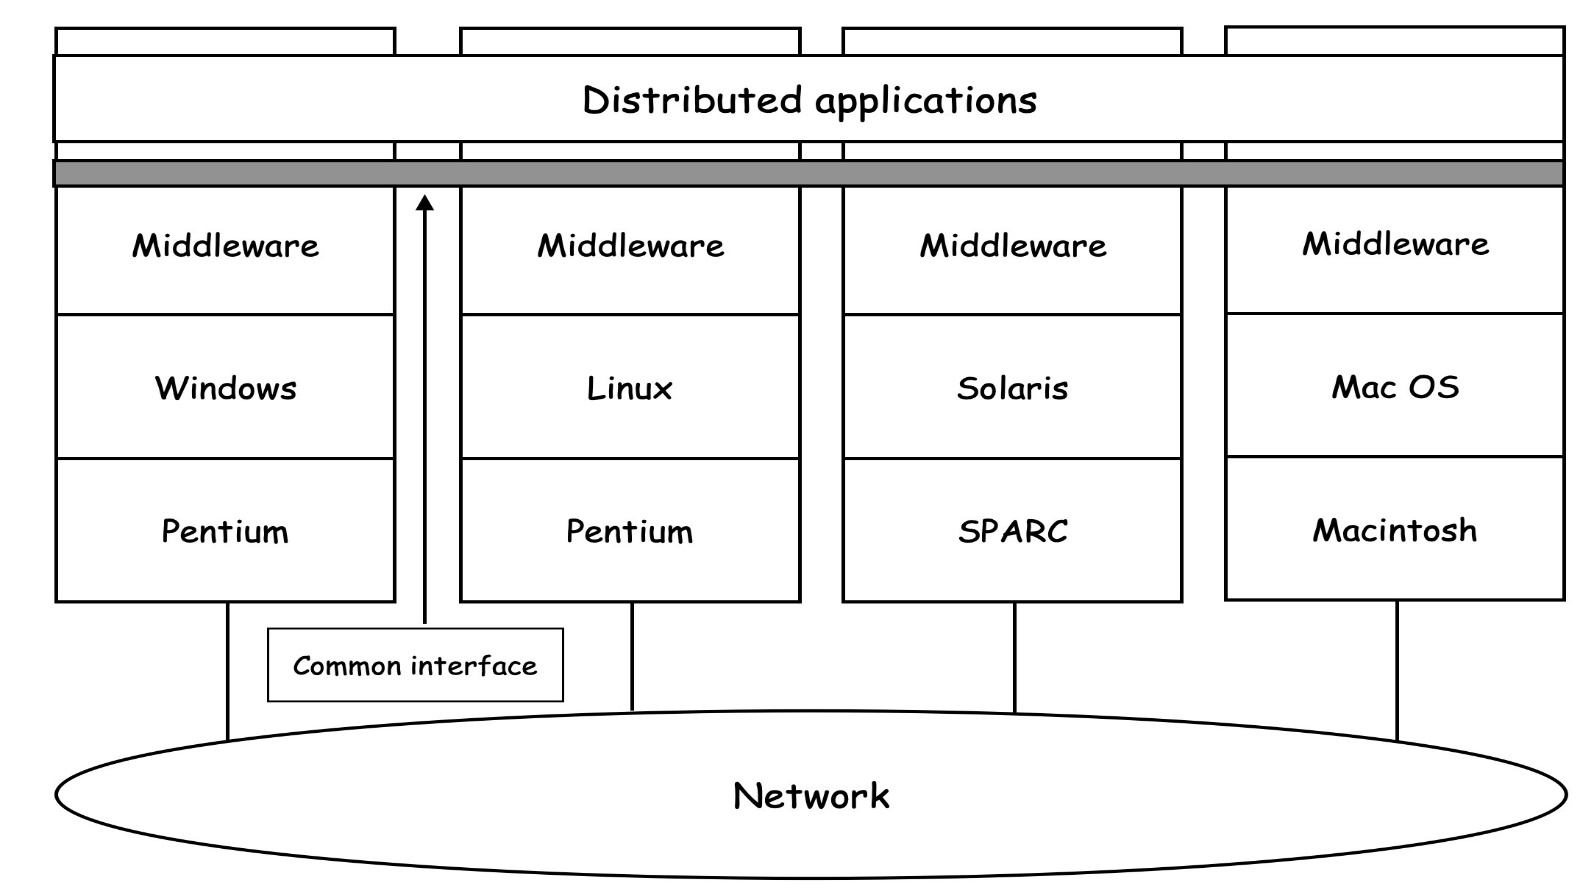 Distributed applications
Middleware Middleware Middleware Middleware
Windows Linux Solaris Mac OS
Pentium Pentium SPARC Macintosh
Common interface
Network